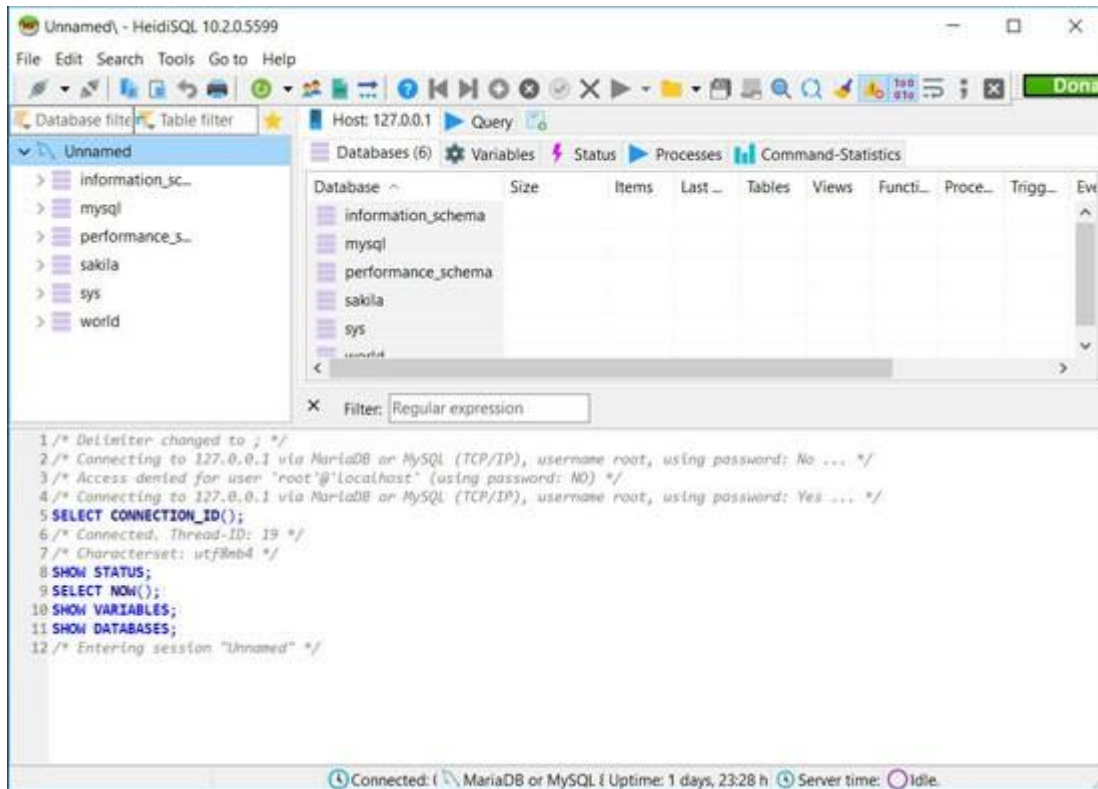 Unnamed\ - HeidiSQL 10.2.0.5599
File Edit Search Tools Go to Help
Dona
Database filte Table filter
Host: 127.0.0.1 Query
Unnamed
information_sc...
mysql
performance_s...
sakila
sys
world
Databases (6) Variables Status Processes Command-Statistics
Database Size Items Last ... Tables Views Functi... Proce... Trigg... Eve
information_schema
mysql
performance_schema
sakila
sys
world
Filter: Regular expression
1 /* Delimiter changed to ; */
2 /* Connecting to 127.0.0.1 via MariaDB or MySQL (TCP/IP), username root, using password: No ... */
3 /* Access denied for user 'root'@'localhost' (using password: NO) */
4 /* Connecting to 127.0.0.1 via MariaDB or MySQL (TCP/IP), username root, using password: Yes ... */
5 SELECT CONNECTION_ID();
6 /* Connected. Thread-ID: 19 */
7 /* Characterset: utf8mb4 */
8 SHOW STATUS;
9 SELECT NOW();
10 SHOW VARIABLES;
11 SHOW DATABASES;
12 /* Entering session "Unnamed" */
Connected: ( MariaDB or MySQL Uptime: 1 days, 23:28 h Server time: Idle.